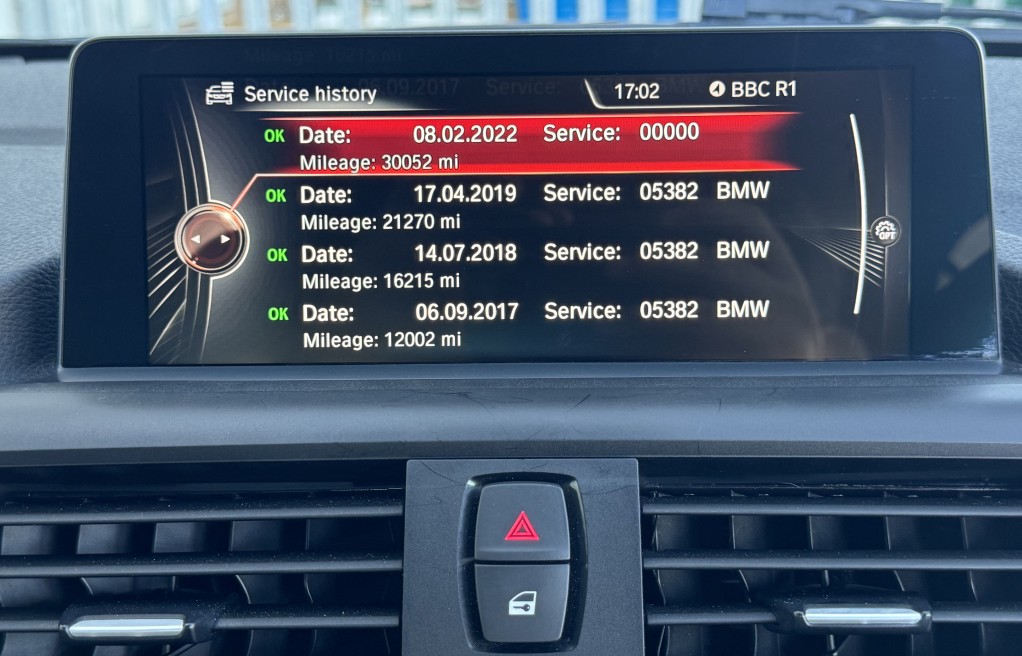 Service history 17:02 BBC R1
OK Date: 08.02.2022 Service: 00000
Mileage: 30052 mi
OK Date: 17.04.2019 Service: 05382 BMW
Mileage: 21270 mi
OK Date: 14.07.2018 Service: 05382 BMW
Mileage: 16215 mi
OK Date: 06.09.2017 Service: 05382 BMW
Mileage: 12002 mi
OPT